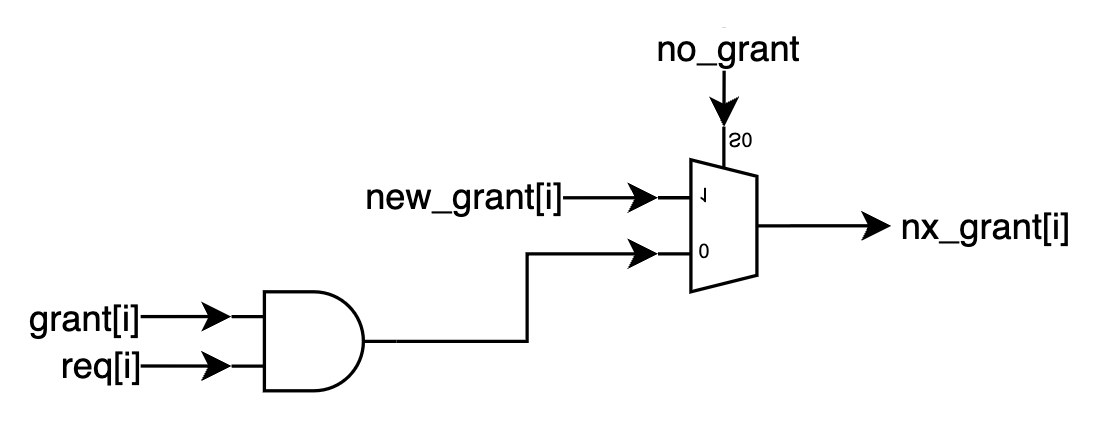 no_grant
S0
new_grant[i]
1
nx_grant[i]
0
grant[i]
req[i]